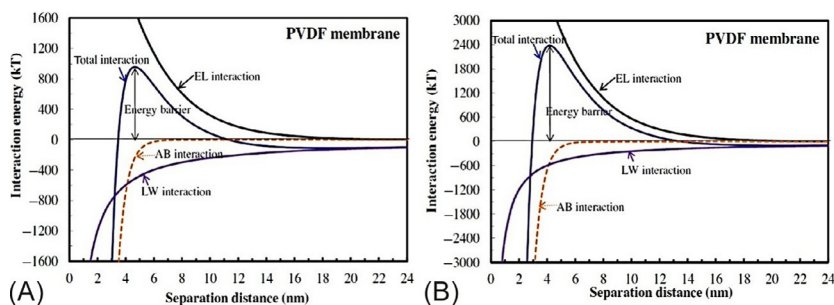 1600
1200
800
400
0
−400
−800
−1200
−1600
Interaction energy (kT)
PVDF membrane
Total interaction
EL interaction
Energy barrier
AB interaction
LW interaction
0 2 4 6 8 10 12 14 16 18 20 22 24
Separation distance (nm)
(A)
3000
2400
1800
1200
600
0
−600
−1200
−1800
−2400
−3000
Interaction energy (kT)
PVDF membrane
Total interaction
EL interaction
Energy barrier
LW interaction
AB interaction
0 2 4 6 8 10 12 14 16 18 20 22 24
Separation distance (nm)
(B)